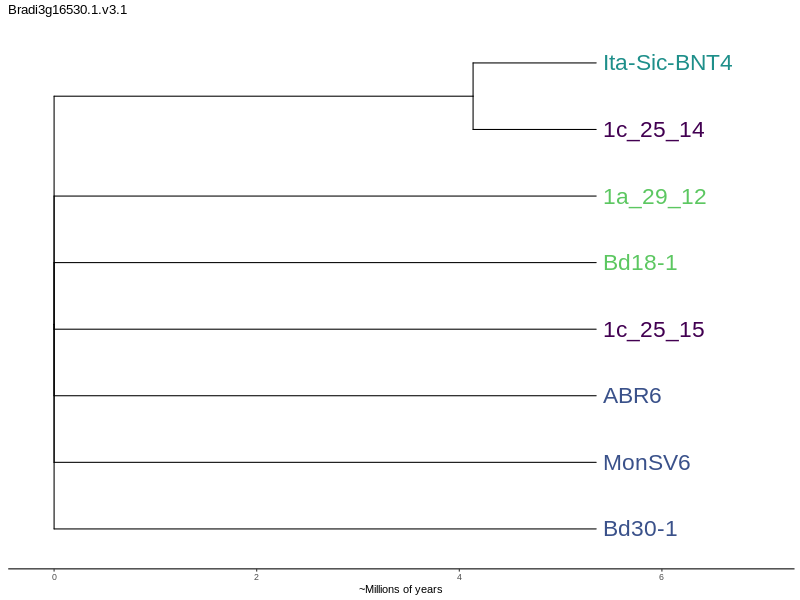 Bradi3g16530.1.v3.1
Ita-Sic-BNT4
1c_25_14
1a_29_12
Bd18-1
1c_25_15
ABR6
MonSV6
Bd30-1
0 2 4 6
~Millions of years